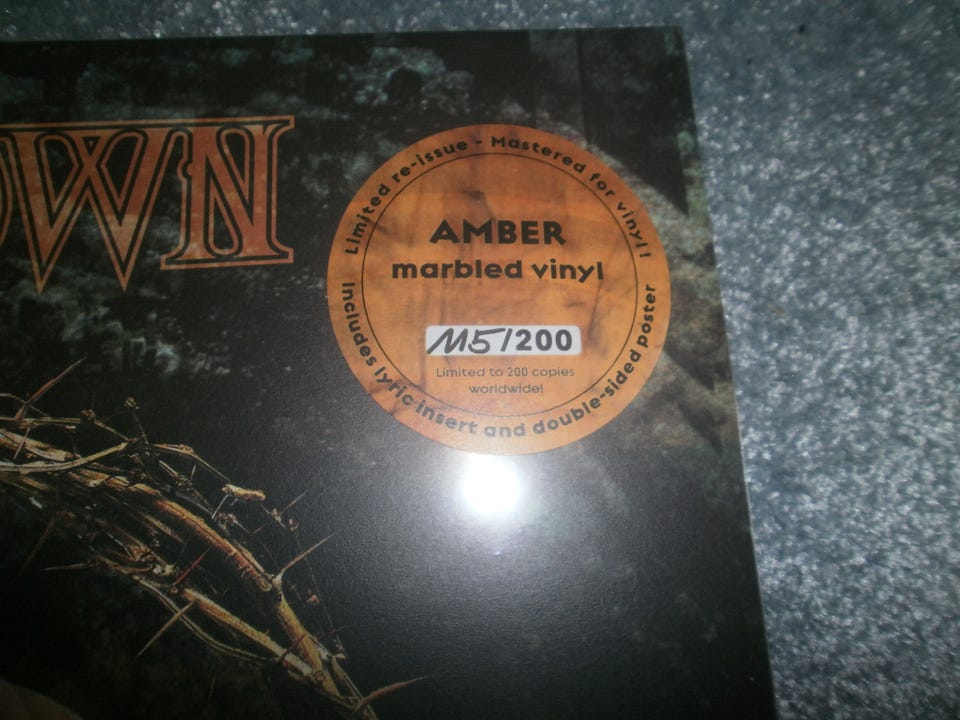 OWN
Limited re-issue - Mastered for vinyl!
AMBER
marbled vinyl
115/200
Limited to 200 copies
worldwide!
Includes lyric insert and double-sided poster